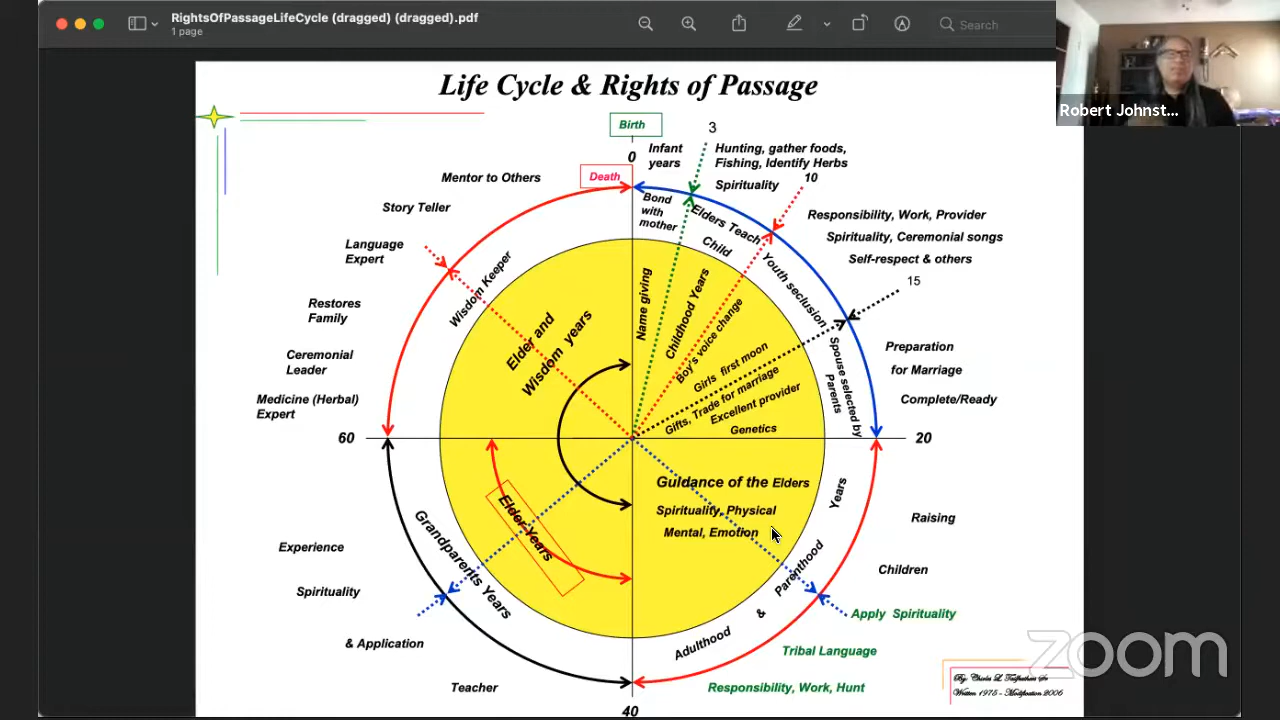 RightsOfPassageLifeCycle (dragged) (dragged).pdf
1 page
Search
Robert Johnst...
Life Cycle & Rights of Passage
Birth
0
Death
Infant
years
3
Hunting, gather foods,
Fishing, Identify Herbs
Spirituality
10
Responsibility, Work, Provider
Spirituality, Ceremonial songs
Self-respect & others
15
Preparation
for Marriage
Complete/Ready
20
Raising
Children
Apply Spirituality
Tribal Language
Responsibility, Work, Hunt
40
Teacher
& Application
Spirituality
Experience
60
Medicine (Herbal)
Expert
Ceremonial
Leader
Restores
Family
Language
Expert
Story Teller
Mentor to Others
Bond
with
mother
Elders Teach
Child
Youth seclusion
Spouse selected by
Parents
Years
Parenthood
&
Adulthood
Grandparents Years
Wisdom Keeper
Name giving
Childhood Years
Boy's voice change
Girls first moon
Gifts, Trade for marriage
Excellent provider
Genetics
Guidance of the Elders
Spirituality, Physical
Mental, Emotion
Elder Years
Elder and
Wisdom years
By: Charles L.
Written 1975 - Modification 2006
zoom